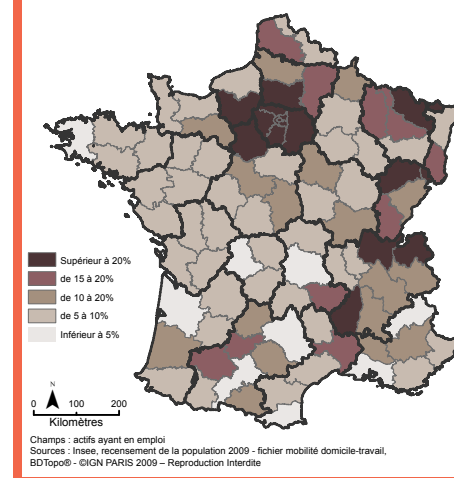 Supérieur à 20%
de 15 à 20%
de 10 à 20%
de 5 à 10%
Inférieur à 5%
N
0 100 200
Kilomètres
Champs : actifs ayant en emploi
Sources : Insee, recensement de la population 2009 - fichier mobilité domicile-travail,
BDTopo® - ©IGN PARIS 2009 – Reproduction Interdite